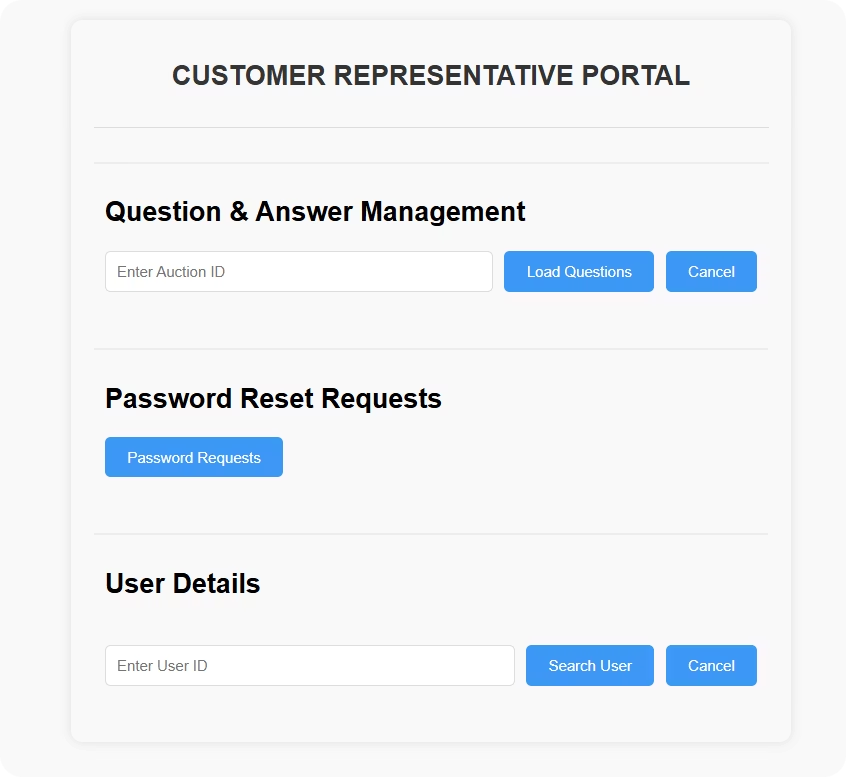 CUSTOMER REPRESENTATIVE PORTAL
Question & Answer Management
Enter Auction ID
Load Questions
Cancel
Password Reset Requests
Password Requests
User Details
Enter User ID
Search User
Cancel